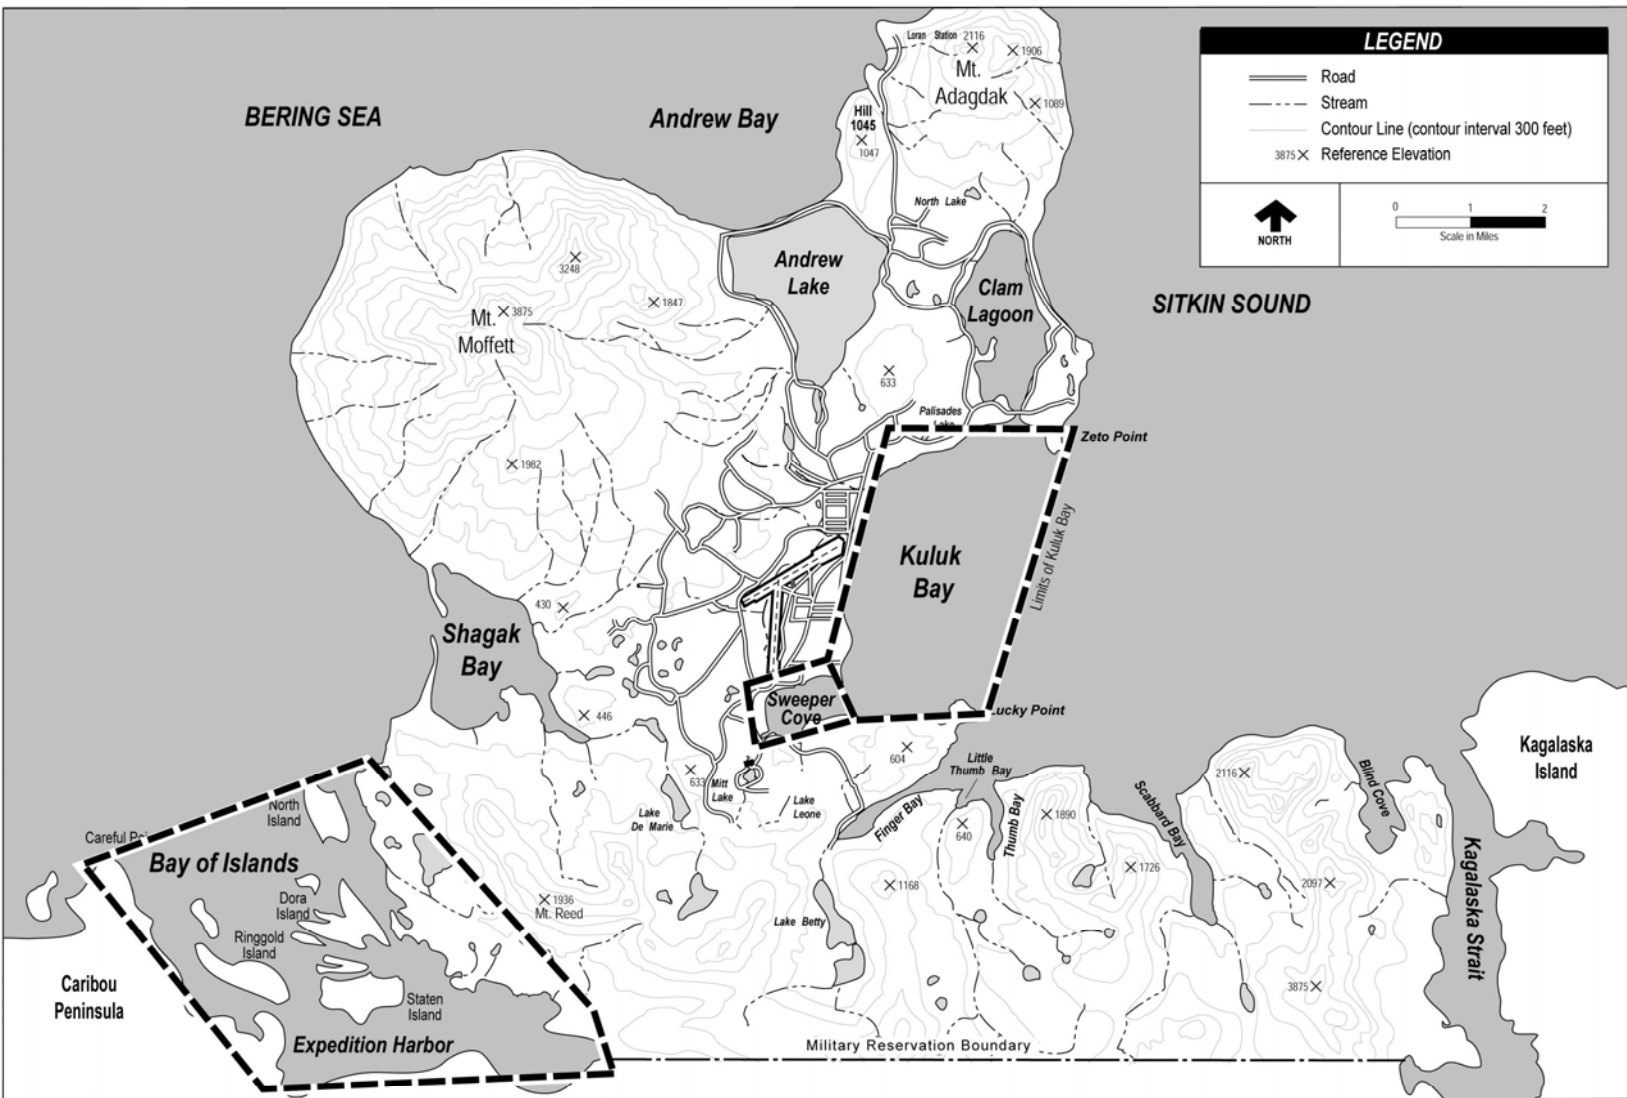 LEGEND
Road
Stream
Contour Line (contour interval 300 feet)
3875 Reference Elevation
NORTH
0 1 2
Scale in Miles
Loran Station 2116
1906
Mt.
Adagdak
1089
BERING SEA
Andrew Bay
Hill
1045
1047
North Lake
Andrew
Lake
Clam
Lagoon
SITKIN SOUND
3248
1847
3875
Mt.
Moffett
633
Palisades
Lake
Zeto Point
1982
Kuluk
Bay
Limits of Kuluk Bay
430
Shagak
Bay
446
Sweeper
Cove
Lucky Point
604
Little
Thumb Bay
633
Mitt
Lake
Lake
De Marie
Lake
Leone
Finger Bay
640
Thumb Bay
1890
Scabbard Bay
2116
Blind Cove
Kagalaska
Island
1726
2097
1168
Kagalaska Strait
Lake Betty
3875
North
Island
Careful
Bay of Islands
Dora
Island
1936
Mt. Reed
Ringgold
Island
Caribou
Peninsula
Staten
Island
Expedition Harbor
Military Reservation Boundary